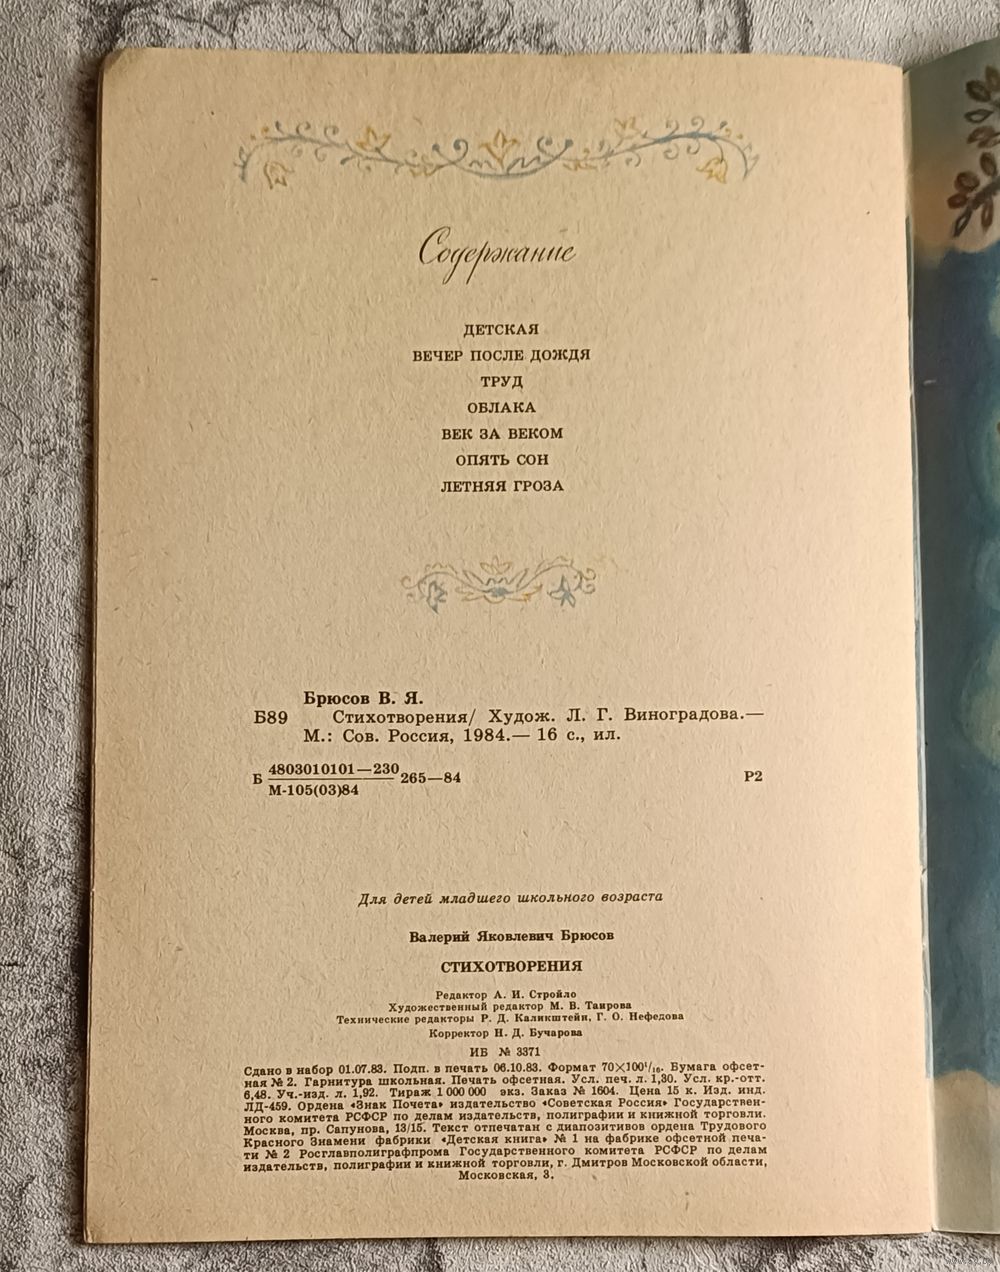 Содержание
ДЕТСКАЯ
ВЕЧЕР ПОСЛЕ ДОЖДЯ
ТРУД
ОБЛАКА
ВЕК ЗА ВЕКОМ
ОПЯТЬ СОН
ЛЕТНЯЯ ГРОЗА
Брюсов В. Я.
Б89 Стихотворения/ Худож. Л. Г. Виноградова.—
М.: Сов. Россия, 1984.— 16 с., ил.
Б 4803010101—230 265—84 Р2
М-105(03)84
Для детей младшего школьного возраста
Валерий Яковлевич Брюсов
СТИХОТВОРЕНИЯ
Редактор А. И. Стройло
Художественный редактор М. В. Таирова
Технические редакторы Р. Д. Каликштейн, Г. О. Нефедова
Корректор Н. Д. Бучарова
ИБ № 3371
Сдано в набор 01.07.83. Подп. в печать 06.10.83. Формат 70×100¹/₁₆. Бумага офсет-
ная № 2. Гарнитура школьная. Печать офсетная. Усл. печ. л. 1,30. Усл. кр.-отт.
6,48. Уч.-изд. л. 1,92. Тираж 1 000 000 экз. Заказ № 1604. Цена 15 к. Изд. инд.
ЛД-459. Ордена «Знак Почета» издательство «Советская Россия» Государствен-
ного комитета РСФСР по делам издательств, полиграфии и книжной торговли.
Москва, пр. Сапунова, 13/15. Текст отпечатан с диапозитивов ордена Трудового
Красного Знамени фабрики «Детская книга» № 1 на фабрике офсетной печа-
ти № 2 Росглавполиграфпрома Государственного комитета РСФСР по делам
издательств, полиграфии и книжной торговли, г. Дмитров Московской области,
Московская, 3.